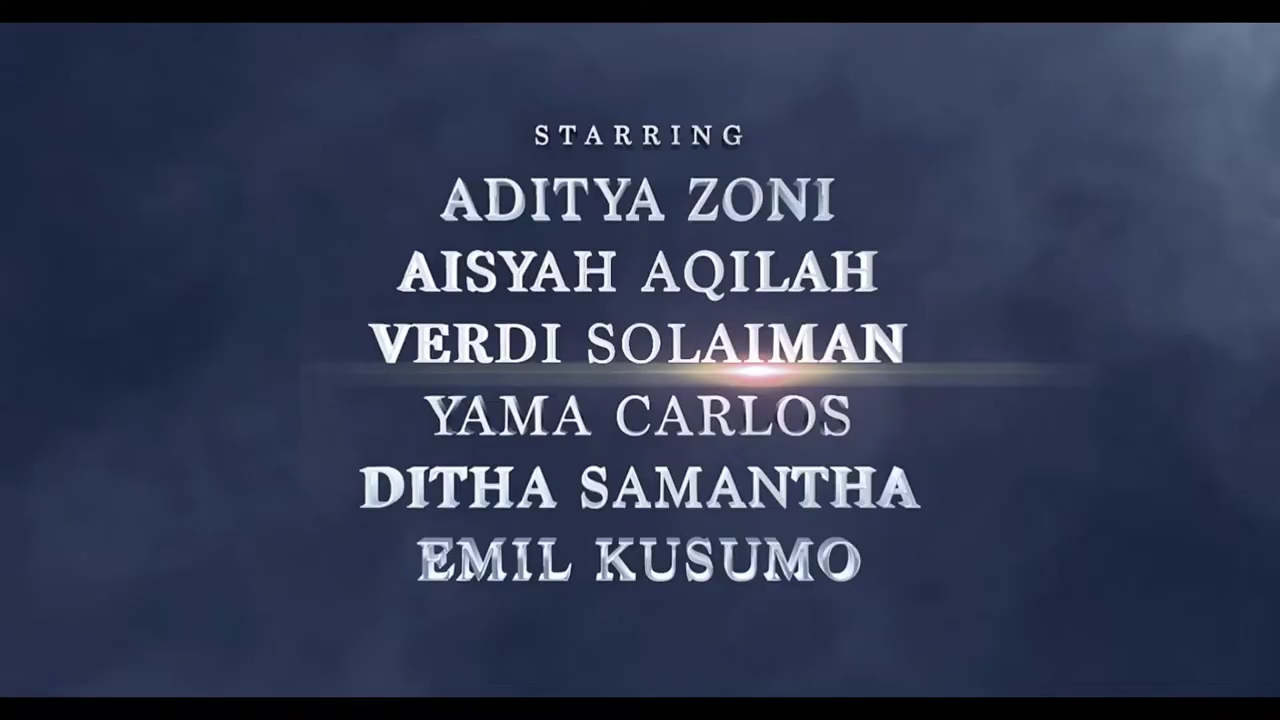 STARRING
ADITYA ZONI
AISYAH AQILAH
VERDI SOLAIMAN
YAMA CARLOS
DITHA SAMANTHA
EMIL KUSUMO